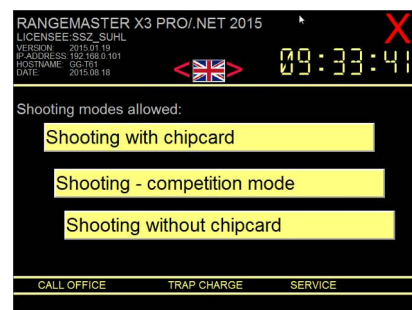 RANGEMASTER X3 PRO/.NET 2015
LICENSEE:SSZ_SUHL
VERSION: 2015.01.19
IP-ADDRESS: 192.168.0.101
HOSTNAME: GG-T61
DATE: 2015.08.18
< >
X
09:33:41
Shooting modes allowed:
Shooting with chipcard
Shooting - competition mode
Shooting without chipcard
CALL OFFICE TRAP CHARGE SERVICE